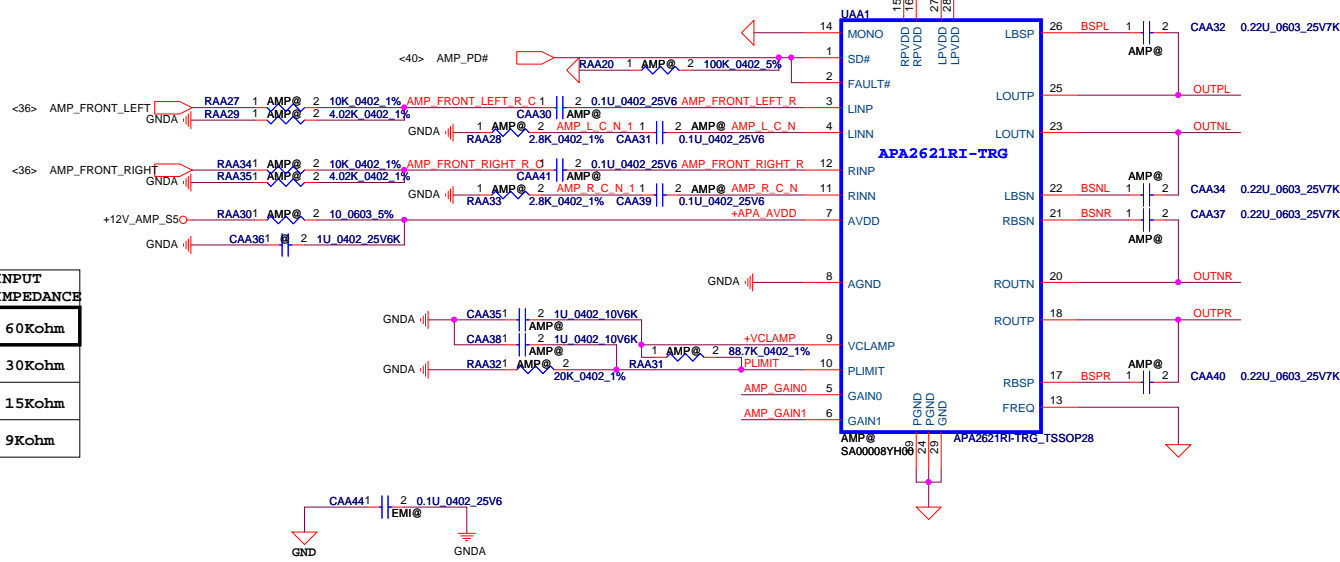 UAA1
15
16
27
28
RPVDD
RPVDD
LPVDD
LPVDD
14 MONO
LBSP 26 BSPL 1 2 CAA32 0.22U_0603_25V7K
AMP@
<40> AMP_PD#
1 SD#
RAA20 1 AMP@ 2 100K_0402_5%
2 FAULT#
LOUTP 25 OUTPL
<36> AMP_FRONT_LEFT
RAA27 1 AMP@ 2 10K_0402_1% AMP_FRONT_LEFT_R_C 1 2 0.1U_0402_25V6 AMP_FRONT_LEFT_R 3 LINP
GNDA RAA29 1 AMP@ 2 4.02K_0402_1% CAA30 AMP@
GNDA 1 AMP@ 2 AMP_L_C_N_1 1 2 AMP@ AMP_L_C_N 4 LINN
RAA28 2.8K_0402_1% CAA31 0.1U_0402_25V6
LOUTN 23 OUTNL
APA2621RI-TRG
<36> AMP_FRONT_RIGHT
RAA34 1 AMP@ 2 10K_0402_1% AMP_FRONT_RIGHT_R_C 1 2 0.1U_0402_25V6 AMP_FRONT_RIGHT_R 12 RINP
GNDA RAA35 1 AMP@ 2 4.02K_0402_1% CAA41 AMP@
GNDA 1 AMP@ 2 AMP_R_C_N_1 1 2 AMP@ AMP_R_C_N 11 RINN
RAA33 2.8K_0402_1% CAA39 0.1U_0402_25V6
AMP@
LBSN 22 BSNL 1 2 CAA34 0.22U_0603_25V7K
+12V_AMP_S5 RAA30 1 AMP@ 2 10_0603_5% +APA_AVDD 7 AVDD
RBSN 21 BSNR 1 2 CAA37 0.22U_0603_25V7K
AMP@
GNDA CAA36 1 @ 2 1U_0402_25V6K
GNDA 8 AGND
ROUTN 20 OUTNR
INPUT
IMPEDANCE
60Kohm
30Kohm
15Kohm
9Kohm
GNDA CAA35 1 2 1U_0402_10V6K
AMP@
ROUTP 18 OUTPR
CAA38 1 2 1U_0402_10V6K +VCLAMP 9 VCLAMP
AMP@ 1 AMP@ 2 88.7K_0402_1%
GNDA RAA32 1 AMP@ 2 RAA31 PLIMIT 10 PLIMIT
20K_0402_1%
AMP@
RBSP 17 BSPR 1 2 CAA40 0.22U_0603_25V7K
AMP_GAIN0 5 GAIN0
FREQ 13
AMP_GAIN1 6 GAIN1
PGND
PGND
GND
AMP@
SA00008YH00
24
29
APA2621RI-TRG_TSSOP28
CAA44 1 2 0.1U_0402_25V6
EMI@
GND
GNDA